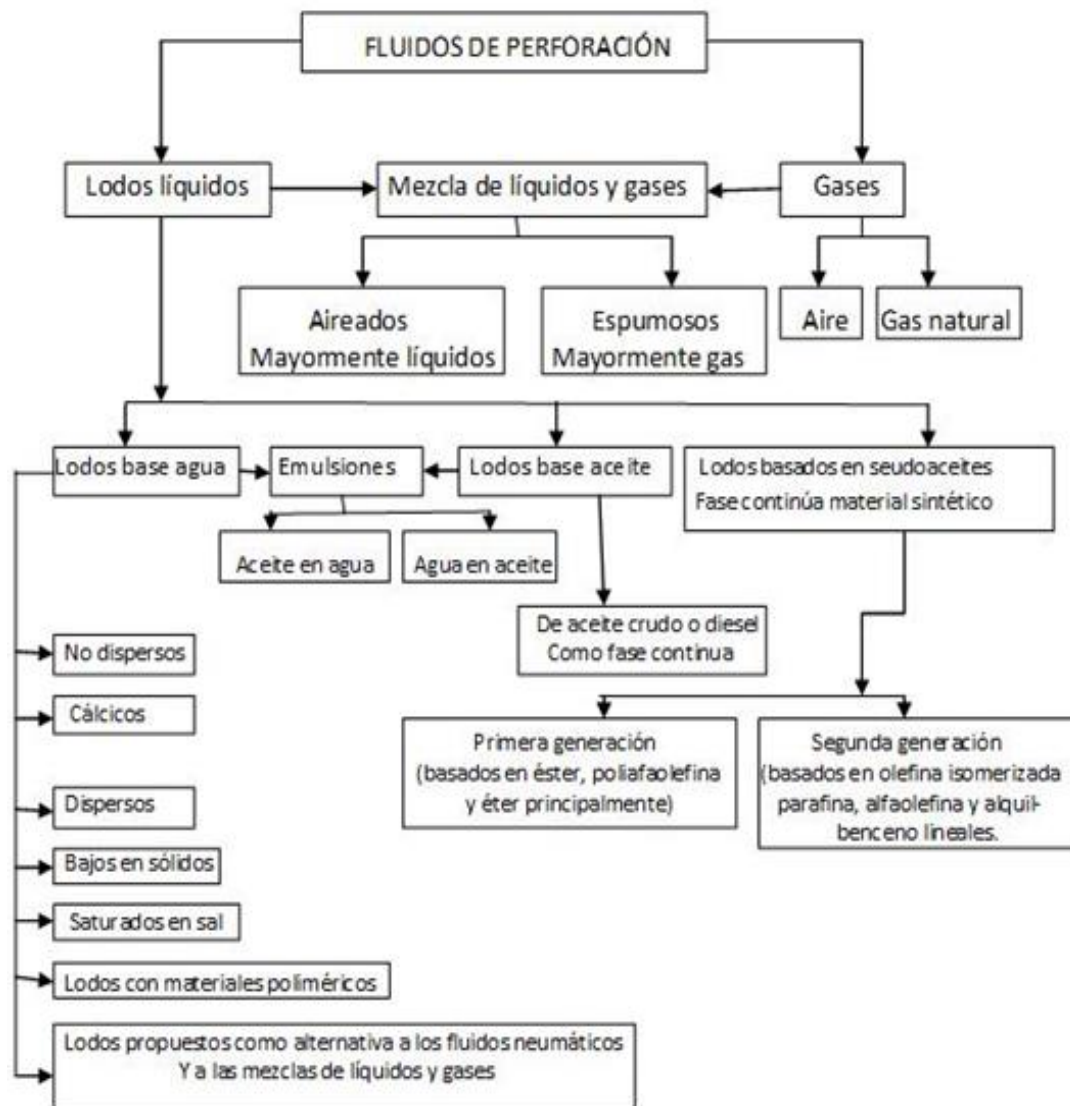 FLUIDOS DE PERFORACIÓN
Lodos líquidos
Mezcla de líquidos y gases
Gases
Aireados
Mayormente líquidos
Espumosos
Mayormente gas
Aire
Gas natural
Lodos base agua
Emulsiones
Lodos base aceite
Lodos basados en seudoaceites
Fase continúa material sintético
Aceite en agua
Agua en aceite
De aceite crudo o diesel
Como fase continua
No dispersos
Cálcicos
Dispersos
Bajos en sólidos
Saturados en sal
Lodos con materiales poliméricos
Lodos propuestos como alternativa a los fluidos neumáticos
Y a las mezclas de líquidos y gases
Primera generación
(basados en éster, poliafaolefina
y éter principalmente)
Segunda generación
(basados en olefina isomerizada
parafina, alfaolefina y alquil-
benceno lineales.